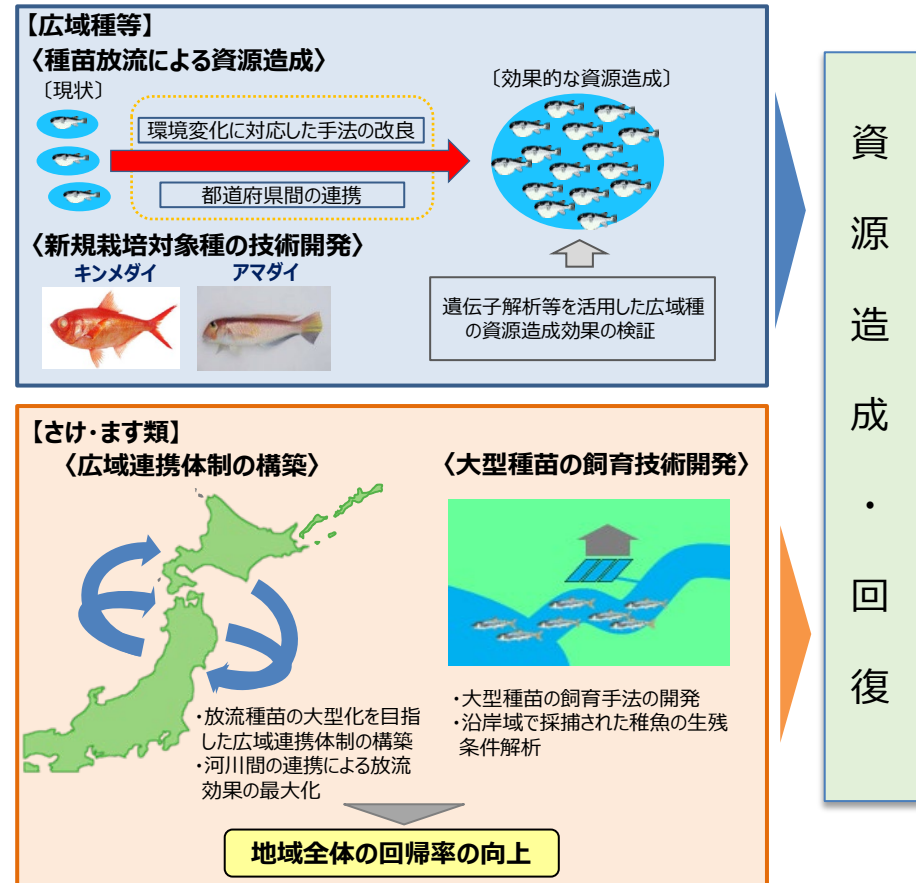 【広域種等】
〈種苗放流による資源造成〉
〔現状〕
〔効果的な資源造成〕
環境変化に対応した手法の改良
都道府県間の連携
〈新規栽培対象種の技術開発〉
キンメダイ
アマダイ
遺伝子解析等を活用した広域種
の資源造成効果の検証
【さけ・ます類】
〈広域連携体制の構築〉
・放流種苗の大型化を目指
した広域連携体制の構築
・河川間の連携による放流
効果の最大化
〈大型種苗の飼育技術開発〉
・大型種苗の飼育手法の開発
・沿岸域で採捕された稚魚の生残
条件解析
地域全体の回帰率の向上
資源造成・回復